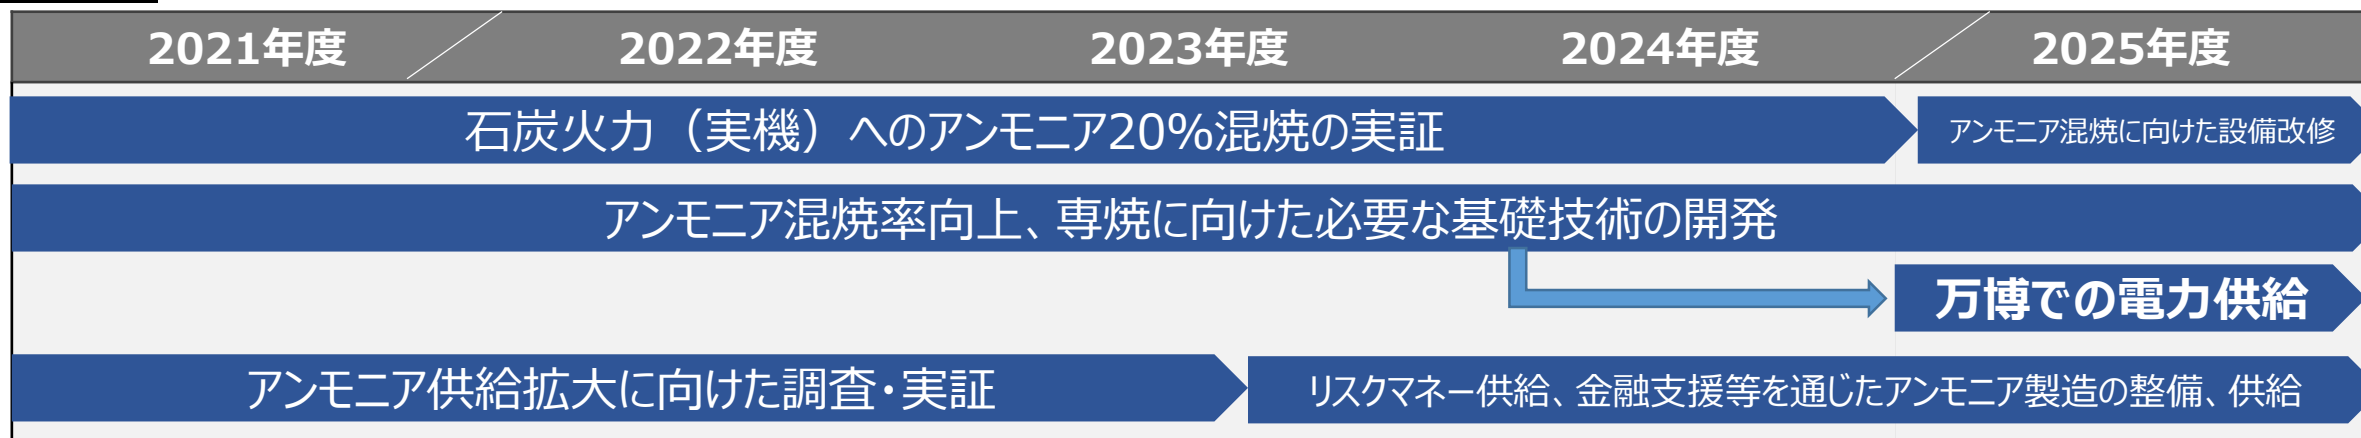 2021年度 2022年度 2023年度 2024年度 2025年度
石炭火力（実機）へのアンモニア20%混焼の実証 アンモニア混焼に向けた設備改修
アンモニア混焼率向上、専焼に向けた必要な基礎技術の開発
万博での電力供給
アンモニア供給拡大に向けた調査・実証 リスクマネー供給、金融支援等を通じたアンモニア製造の整備、供給